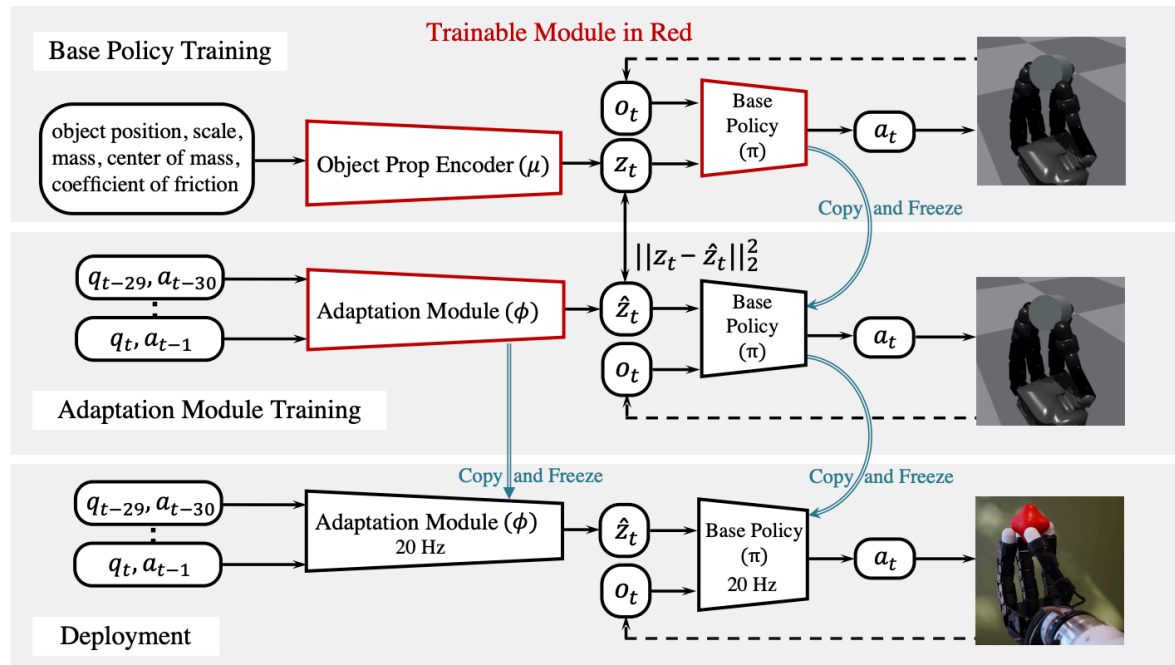 Trainable Module in Red
Base Policy Training
object position, scale,
mass, center of mass,
coefficient of friction
Object Prop Encoder (μ)
o_t
z_t
Base
Policy
(π)
a_t
Copy and Freeze
||z_t − ẑ_t||_2^2
q_{t−29}, a_{t−30}
q_t, a_{t−1}
Adaptation Module (ϕ)
ẑ_t
o_t
Base
Policy
(π)
a_t
Adaptation Module Training
Copy and Freeze
Copy and Freeze
q_{t−29}, a_{t−30}
q_t, a_{t−1}
Adaptation Module (ϕ)
20 Hz
ẑ_t
o_t
Base Policy
(π)
20 Hz
a_t
Deployment